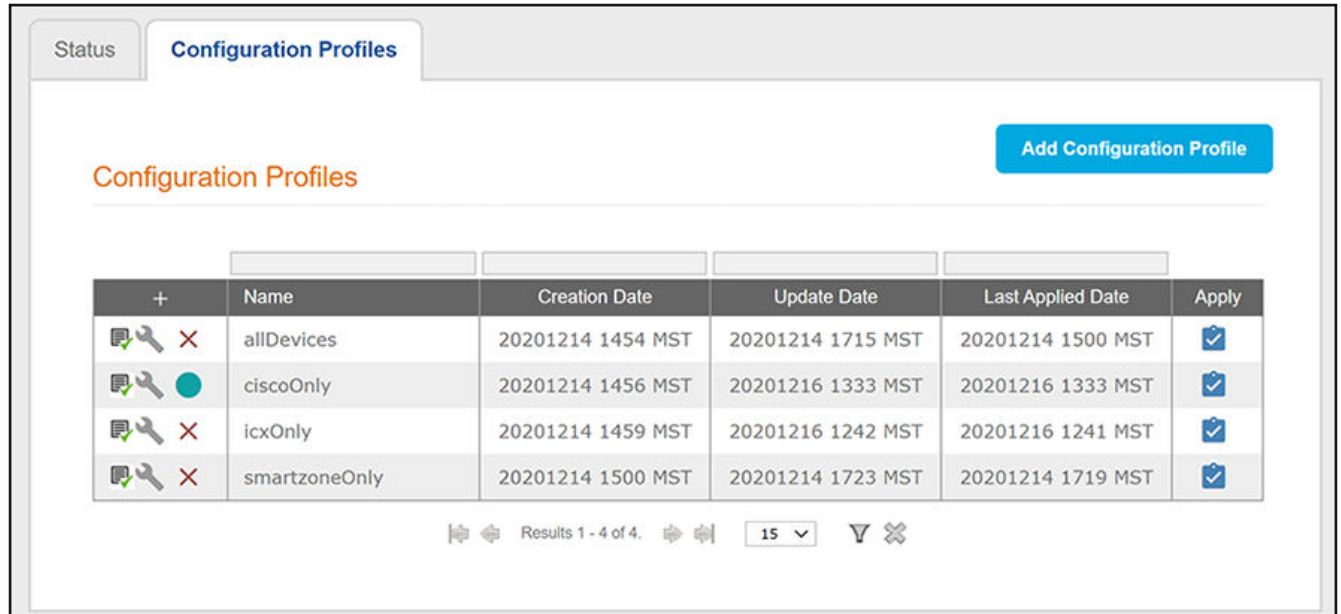 Status Configuration Profiles
Add Configuration Profile
Configuration Profiles
+ Name Creation Date Update Date Last Applied Date Apply
allDevices 20201214 1454 MST 20201214 1715 MST 20201214 1500 MST
ciscoOnly 20201214 1456 MST 20201216 1333 MST 20201216 1333 MST
icxOnly 20201214 1459 MST 20201216 1242 MST 20201216 1241 MST
smartzoneOnly 20201214 1500 MST 20201214 1723 MST 20201214 1719 MST
Results 1 - 4 of 4. 15